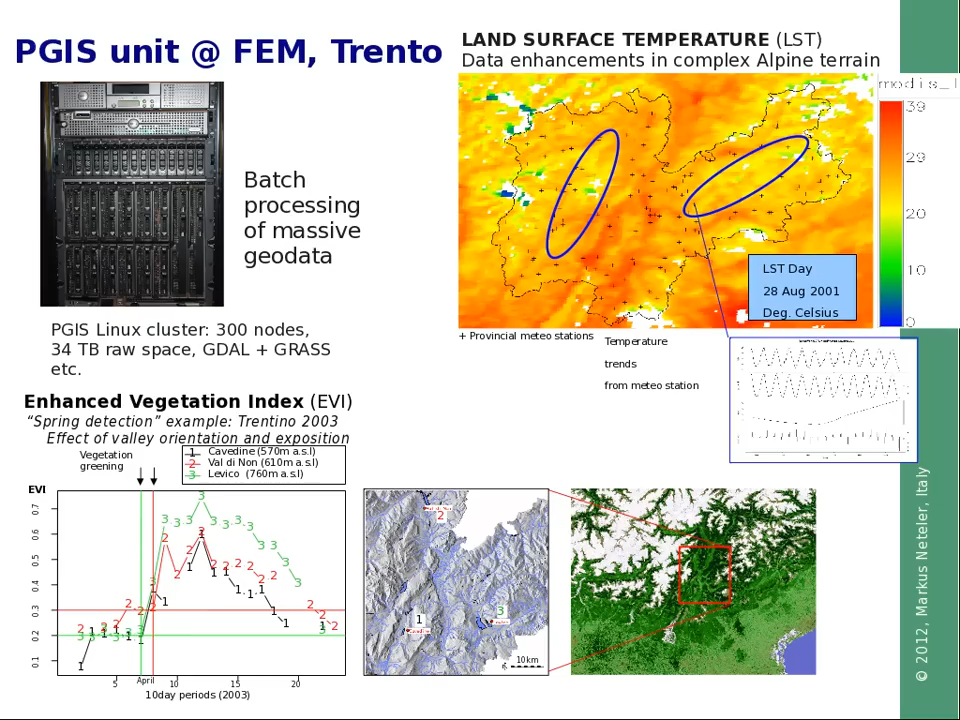 PGIS unit @ FEM, Trento
LAND SURFACE TEMPERATURE (LST)
Data enhancements in complex Alpine terrain
modis_l
39
29
20
10
0
Batch
processing
of massive
geodata
LST Day
28 Aug 2001
Deg. Celsius
PGIS Linux cluster: 300 nodes,
34 TB raw space, GDAL + GRASS
etc.
+ Provincial meteo stations
Temperature
trends
from meteo station
Enhanced Vegetation Index (EVI)
“Spring detection” example: Trentino 2003
Effect of valley orientation and exposition
Vegetation
greening
1 Cavedine (570m a.s.l)
2 Val di Non (610m a.s.l)
3 Levico (760m a.s.l)
EVI
0.7
0.6
0.5
0.4
0.3
0.2
0.1
5
April
10
15
20
10day periods (2003)
2
1
Cavedine
3
10km
© 2012, Markus Neteler, Italy